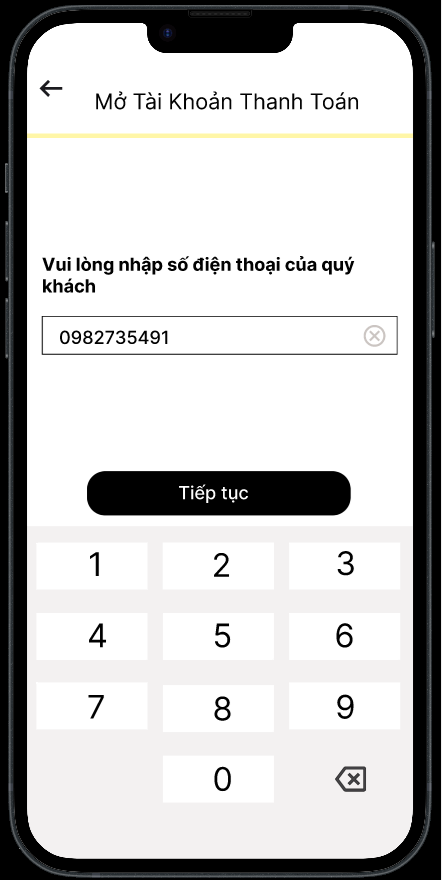 Mở Tài Khoản Thanh Toán
Vui lòng nhập số điện thoại của quý
khách
0982735491
Tiếp tục
1 2 3
4 5 6
7 8 9
0